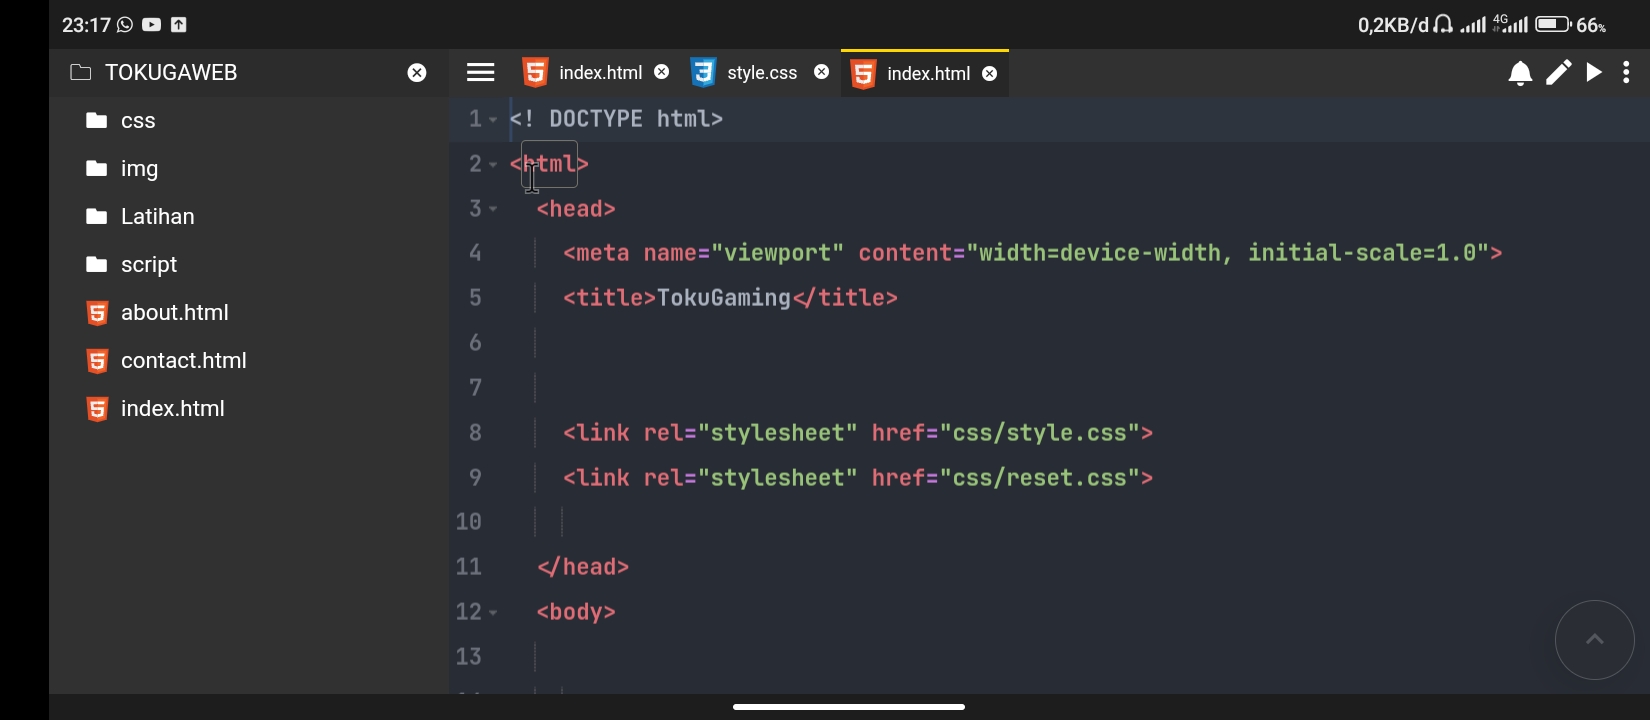 23:17
0,2KB/d 4G 66%
TOKUGAWEB
index.html style.css index.html
css
img
Latihan
script
about.html
contact.html
index.html
1 <! DOCTYPE html>
2 <html>
3 <head>
4 <meta name="viewport" content="width=device-width, initial-scale=1.0">
5 <title>TokuGaming</title>
6
7
8 <link rel="stylesheet" href="css/style.css">
9 <link rel="stylesheet" href="css/reset.css">
10
11 </head>
12 <body>
13